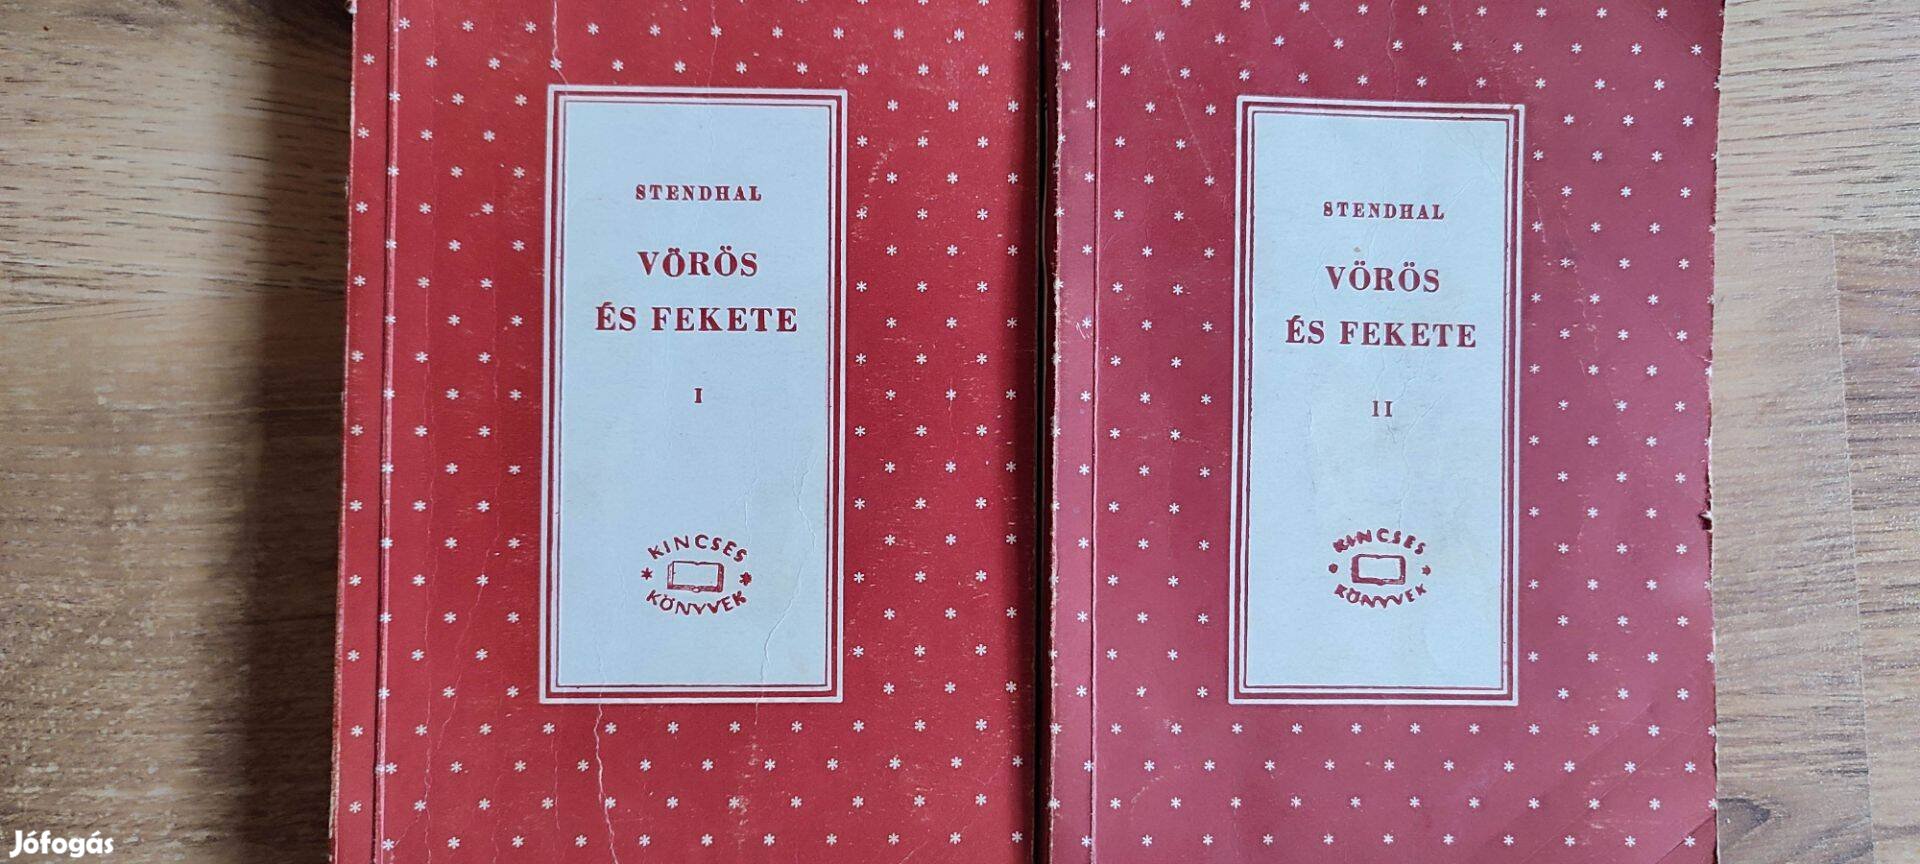 STENDHAL
VÖRÖS
ÉS FEKETE
I
KINCSES
KÖNYVEK
STENDHAL
VÖRÖS
ÉS FEKETE
II
KINCSES
KÖNYVEK
Jófogás